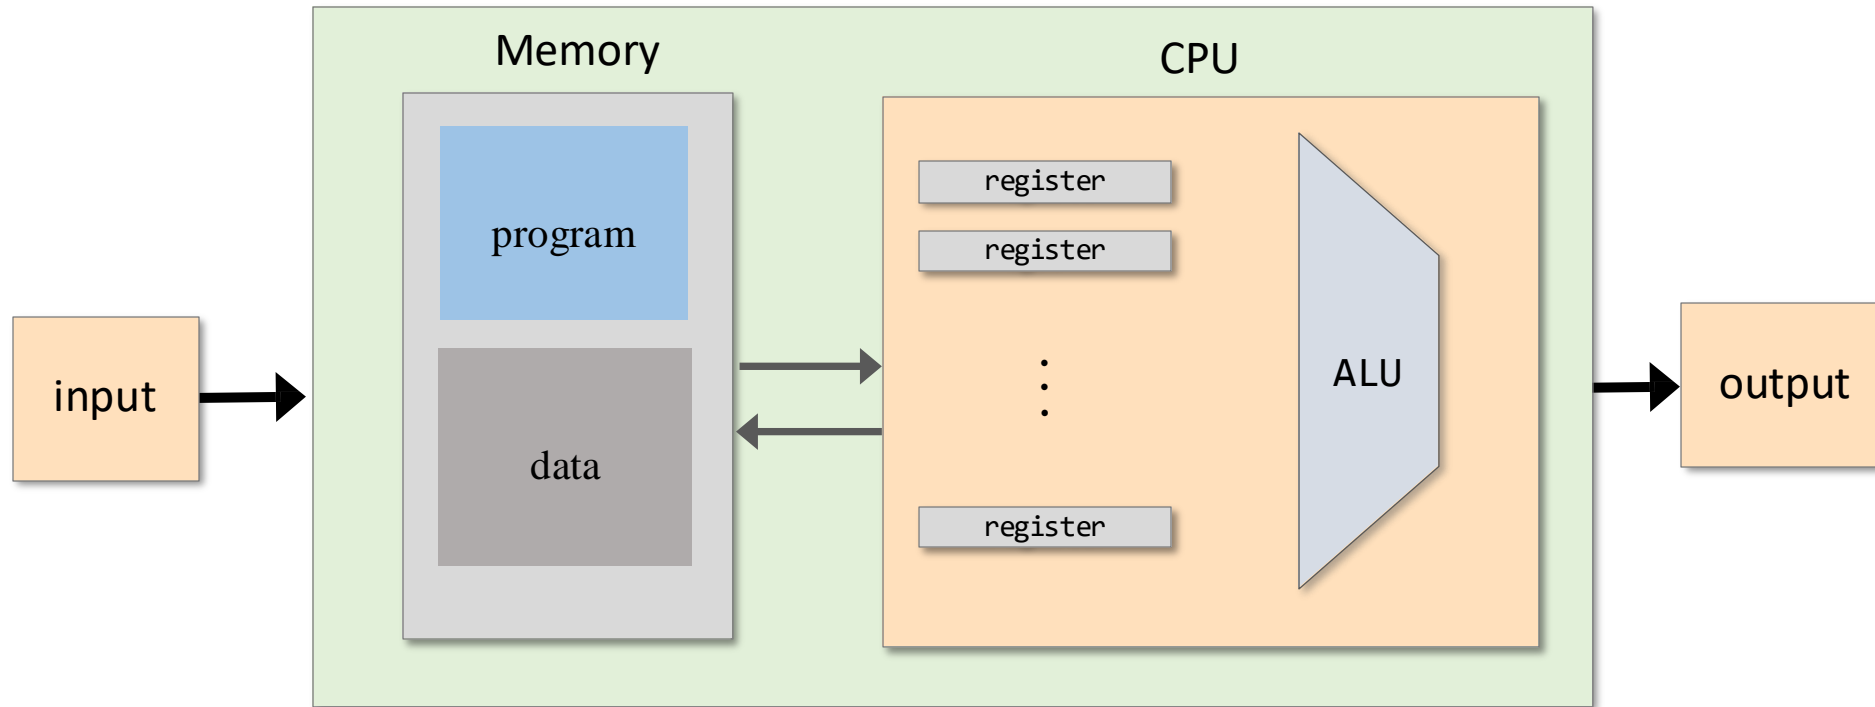 Memory
CPU
program
data
register
register
register
ALU
input
output